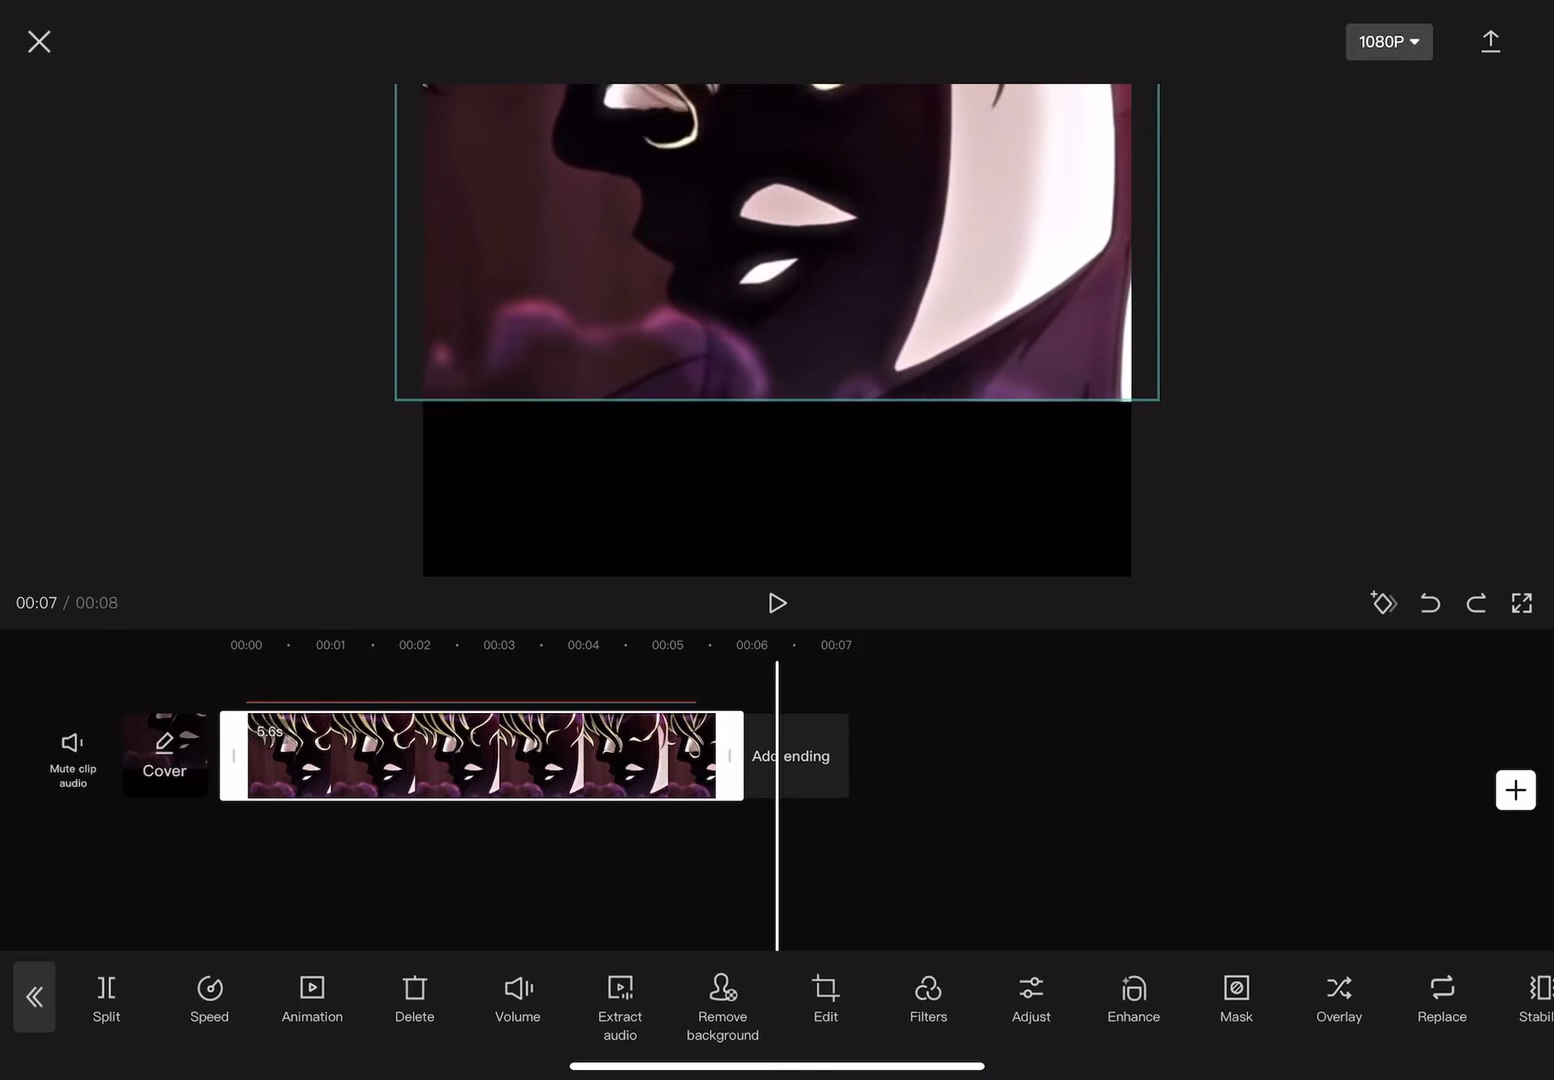 1080P
00:07 / 00:08
00:00 00:01 00:02 00:03 00:04 00:05 00:06 00:07
5.6s
Mute clip
audio
Cover
Add ending
Split
Speed
Animation
Delete
Volume
Extract
audio
Remove
background
Edit
Filters
Adjust
Enhance
Mask
Overlay
Replace
Stabil